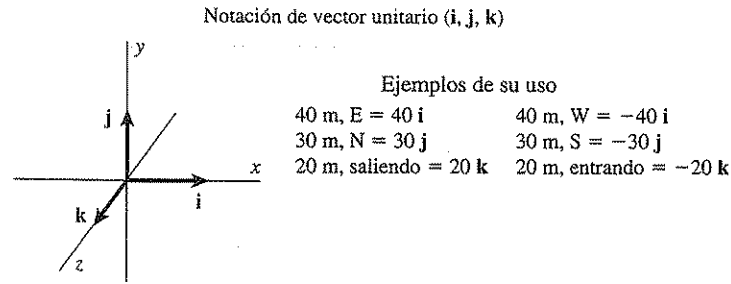 Notación de vector unitario (i, j, k)
y
Ejemplos de su uso
j
40 m, E = 40 i
40 m, W = −40 i
30 m, N = 30 j
30 m, S = −30 j
x
20 m, saliendo = 20 k
20 m, entrando = −20 k
i
k
z